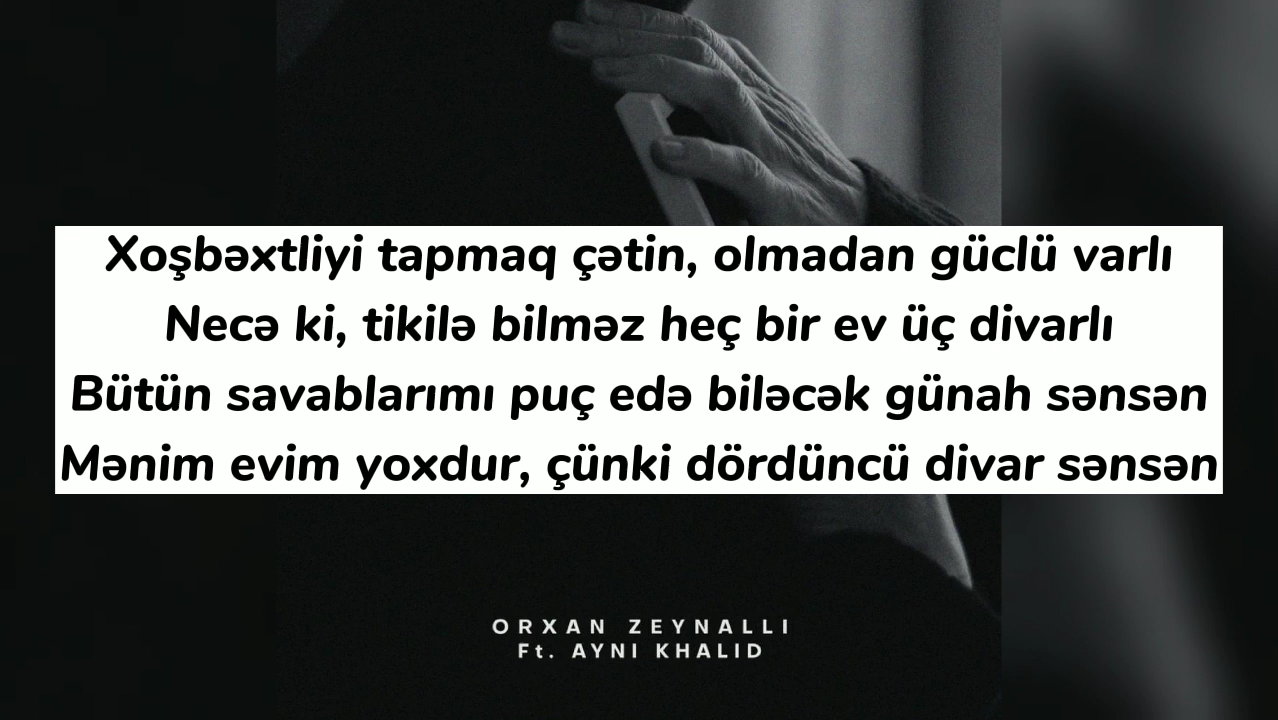 Xoşbəxtliyi tapmaq çətin, olmadan güclü varlı
Necə ki, tikilə bilməz heç bir ev üç divarlı
Bütün savablarımı puç edə biləcək günah sənsən
Mənim evim yoxdur, çünki dördüncü divar sənsən
ORXAN ZEYNALLI
Ft. AYNI KHALID